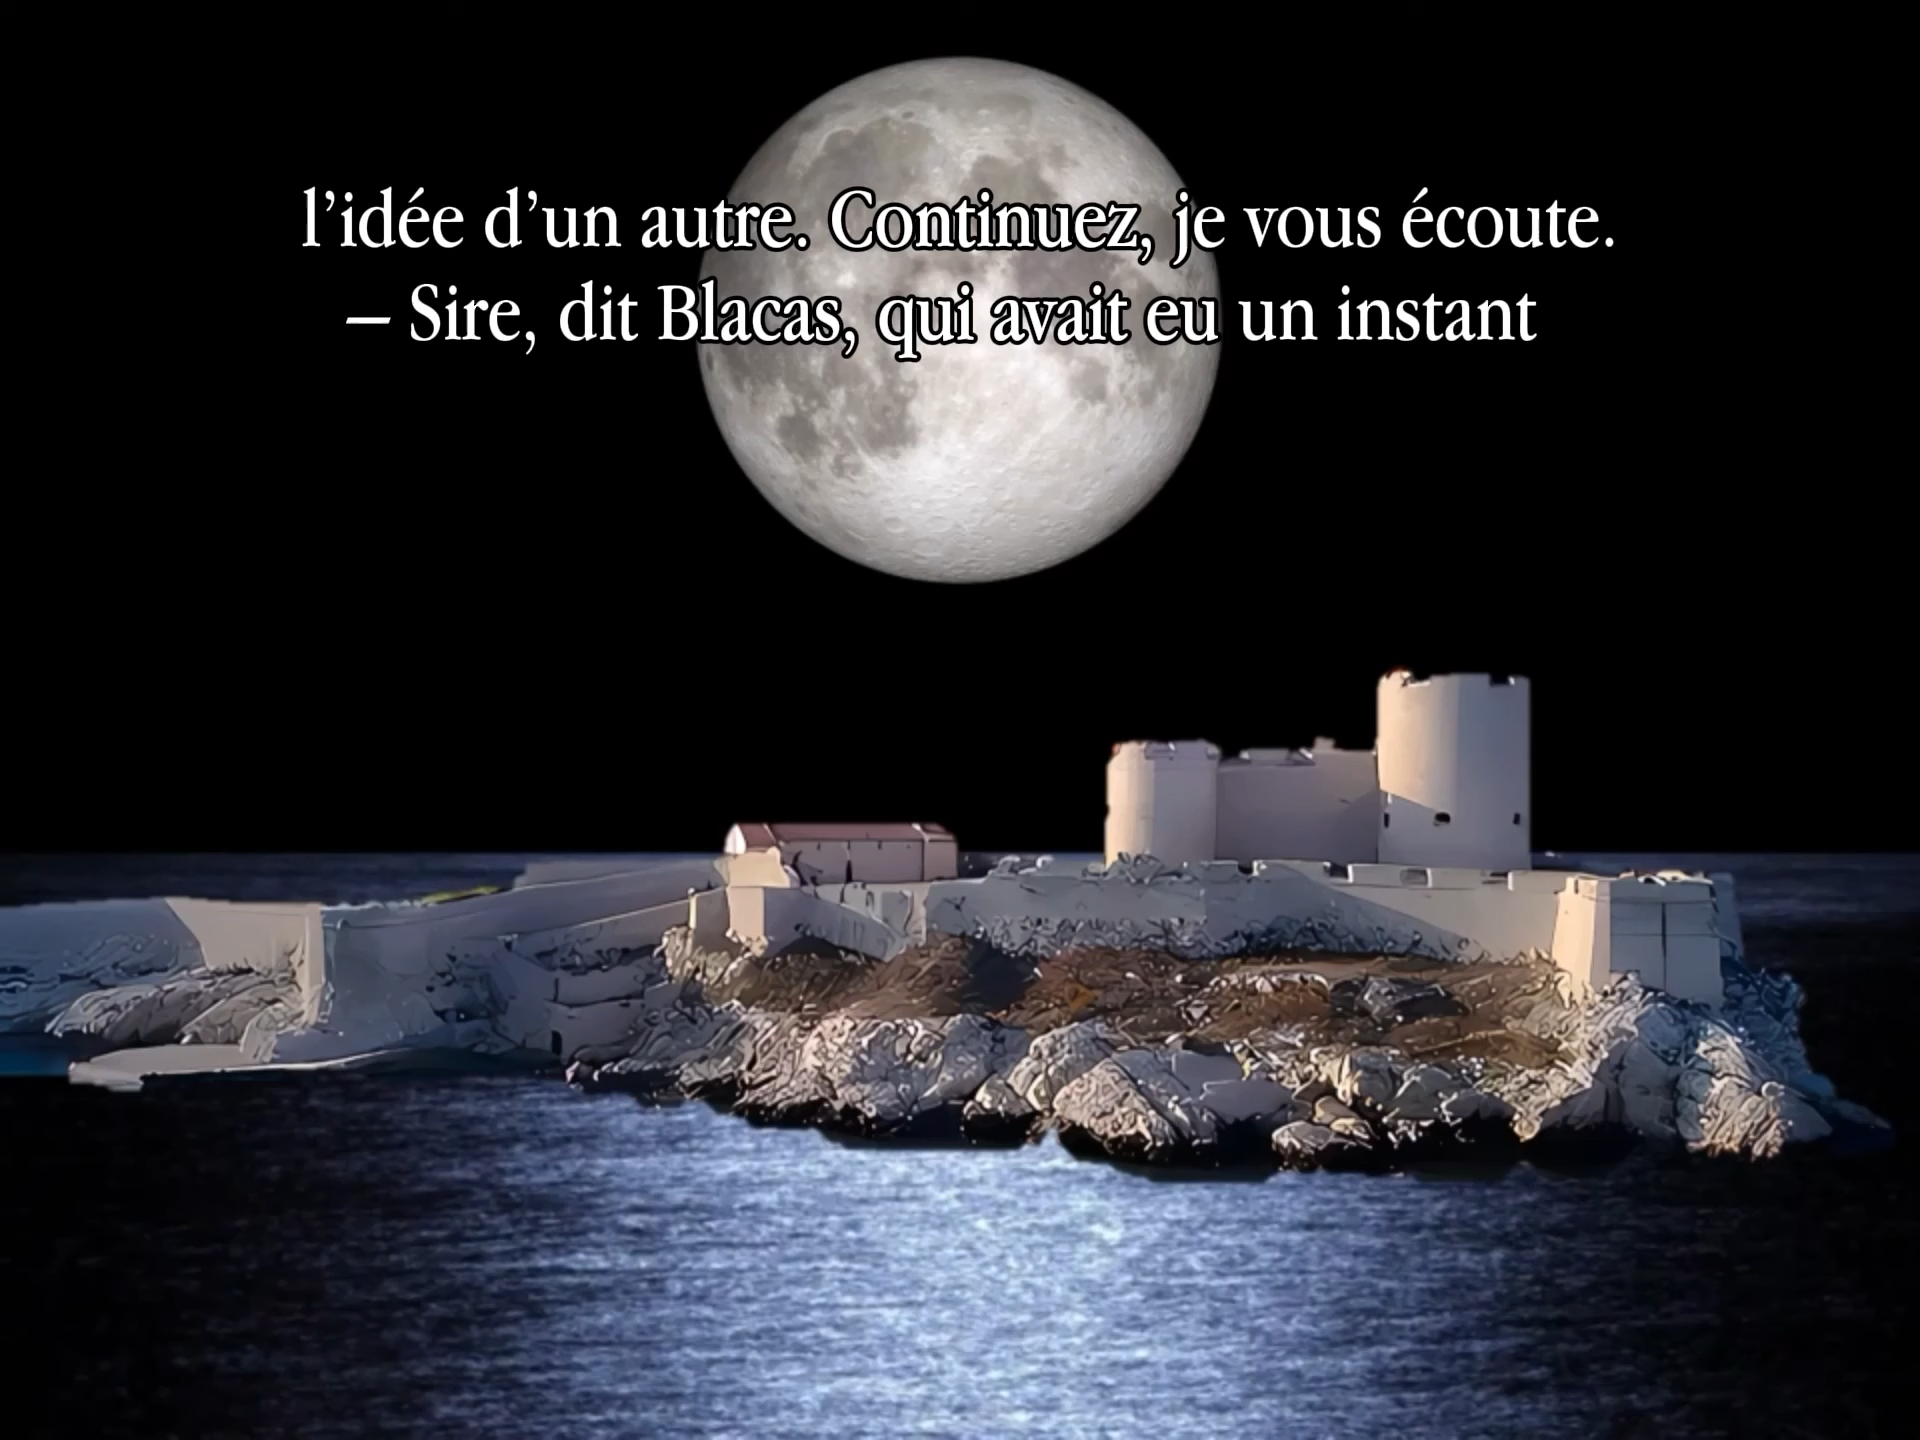 l’idée d’un autre. Continuez, je vous écoute.
– Sire, dit Blacas, qui avait eu un instant